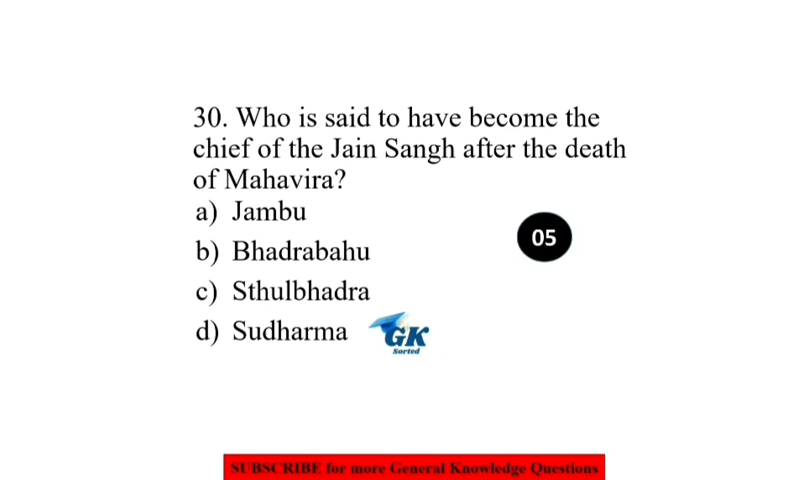 30. Who is said to have become the
chief of the Jain Sangh after the death
of Mahavira?
a) Jambu
b) Bhadrabahu
c) Sthulbhadra
d) Sudharma
05
GK
Sorted
SUBSCRIBE for more General Knowledge Questions